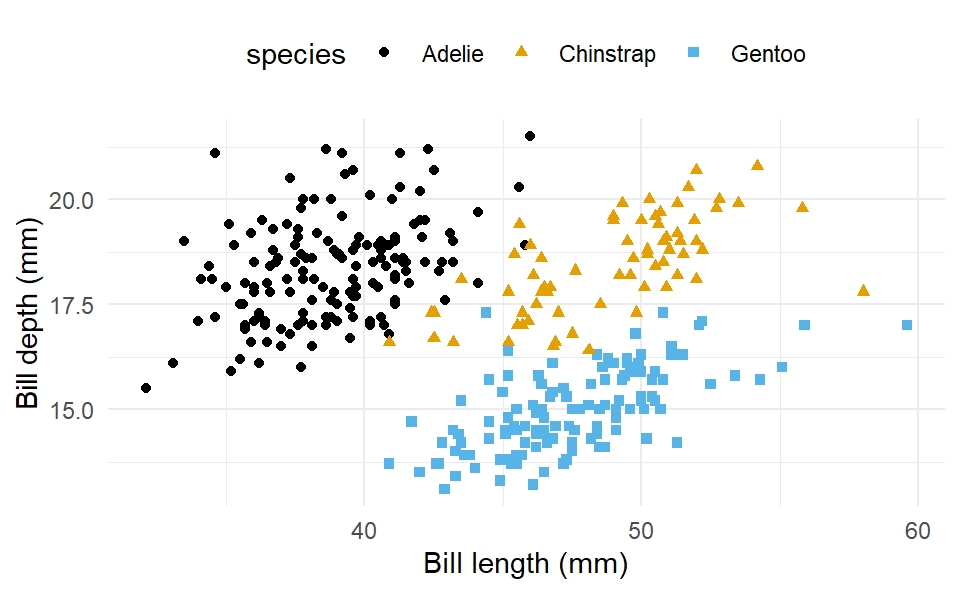 species Adelie Chinstrap Gentoo
Bill depth (mm)
20.0
17.5
15.0
40 50 60
Bill length (mm)